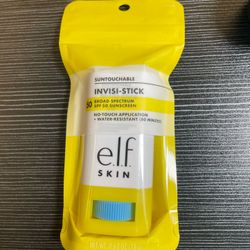 SUNTOUCHABLE
INVISI-STICK
BROAD SPECTRUM
SPF 50 SUNSCREEN
NO-TOUCH APPLICATION
+ WATER-RESISTANT (80 MINUTES)
e.l.f.
SKIN